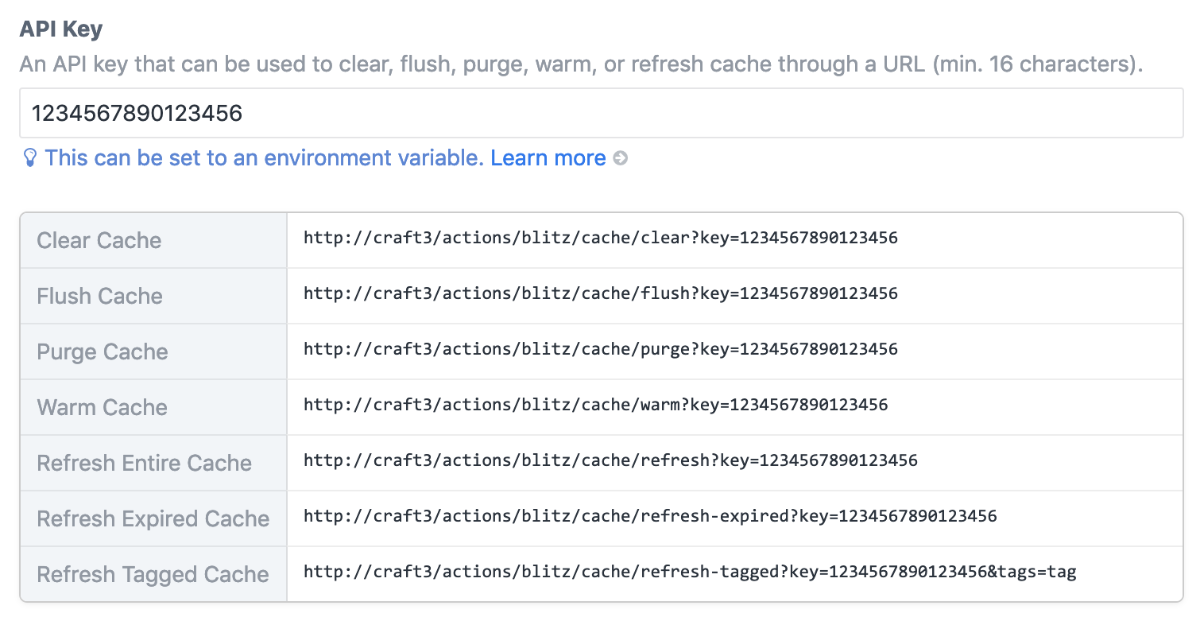 API Key
An API key that can be used to clear, flush, purge, warm, or refresh cache through a URL (min. 16 characters).
1234567890123456
This can be set to an environment variable. Learn more
Clear Cache http://craft3/actions/blitz/cache/clear?key=1234567890123456
Flush Cache http://craft3/actions/blitz/cache/flush?key=1234567890123456
Purge Cache http://craft3/actions/blitz/cache/purge?key=1234567890123456
Warm Cache http://craft3/actions/blitz/cache/warm?key=1234567890123456
Refresh Entire Cache http://craft3/actions/blitz/cache/refresh?key=1234567890123456
Refresh Expired Cache http://craft3/actions/blitz/cache/refresh-expired?key=1234567890123456
Refresh Tagged Cache http://craft3/actions/blitz/cache/refresh-tagged?key=1234567890123456&tags=tag